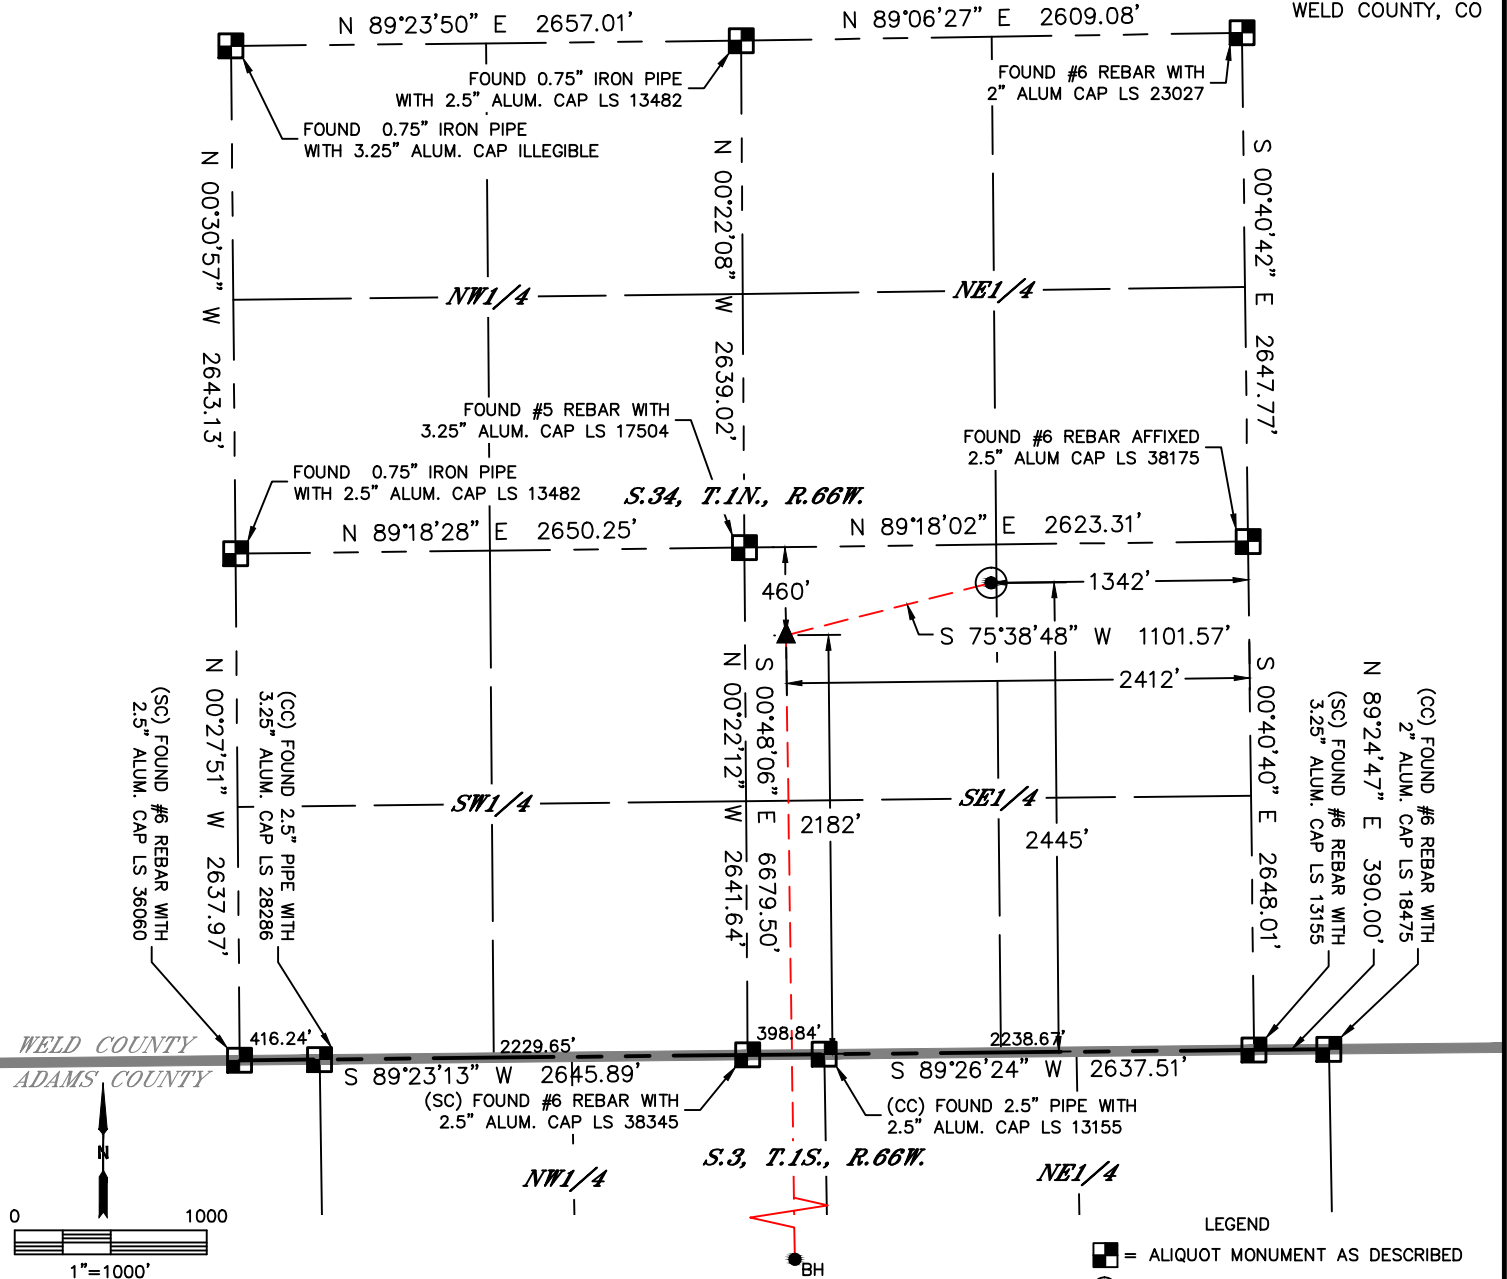 WELD COUNTY, CO
N 89°23'50" E 2657.01'
N 89°06'27" E 2609.08'
FOUND 0.75" IRON PIPE
WITH 2.5" ALUM. CAP LS 13482
FOUND #6 REBAR WITH
2" ALUM CAP LS 23027
FOUND 0.75" IRON PIPE
WITH 3.25" ALUM. CAP ILLEGIBLE
N 00°30'57" W 2643.13'
N 00°22'08" W 2639.02'
S 00°40'42" E 2647.77'
NW1/4
NE1/4
FOUND #5 REBAR WITH
3.25" ALUM. CAP LS 17504
FOUND #6 REBAR AFFIXED
2.5" ALUM CAP LS 38175
FOUND 0.75" IRON PIPE
WITH 2.5" ALUM. CAP LS 13482
S.34, T.1N., R.66W.
N 89°18'28" E 2650.25'
N 89°18'02" E 2623.31'
460'
1342'
S 75°38'48" W 1101.57'
2412'
(SC) FOUND #6 REBAR WITH
2.5" ALUM. CAP LS 36060
N 00°27'51" W 2637.97'
(CC) FOUND 2.5" PIPE WITH
3.25" ALUM. CAP LS 28286
N 00°22'12" W 2641.64'
S 00°48'06" E 6679.50'
S 00°40'40" E 2648.01'
(SC) FOUND #6 REBAR WITH
3.25" ALUM. CAP LS 13155
N 89°24'47" E 390.00'
(CC) FOUND #6 REBAR WITH
2" ALUM. CAP LS 18475
SW1/4
SE1/4
2182'
2445'
WELD COUNTY
416.24'
2229.65'
398.84'
2238.67'
ADAMS COUNTY
S 89°23'13" W 2645.89'
S 89°26'24" W 2637.51'
(SC) FOUND #6 REBAR WITH
2.5" ALUM. CAP LS 38345
(CC) FOUND 2.5" PIPE WITH
2.5" ALUM. CAP LS 13155
N
S.3, T.1S., R.66W.
NW1/4
NE1/4
0 1000
1"=1000'
BH
LEGEND
= ALIQUOT MONUMENT AS DESCRIBED